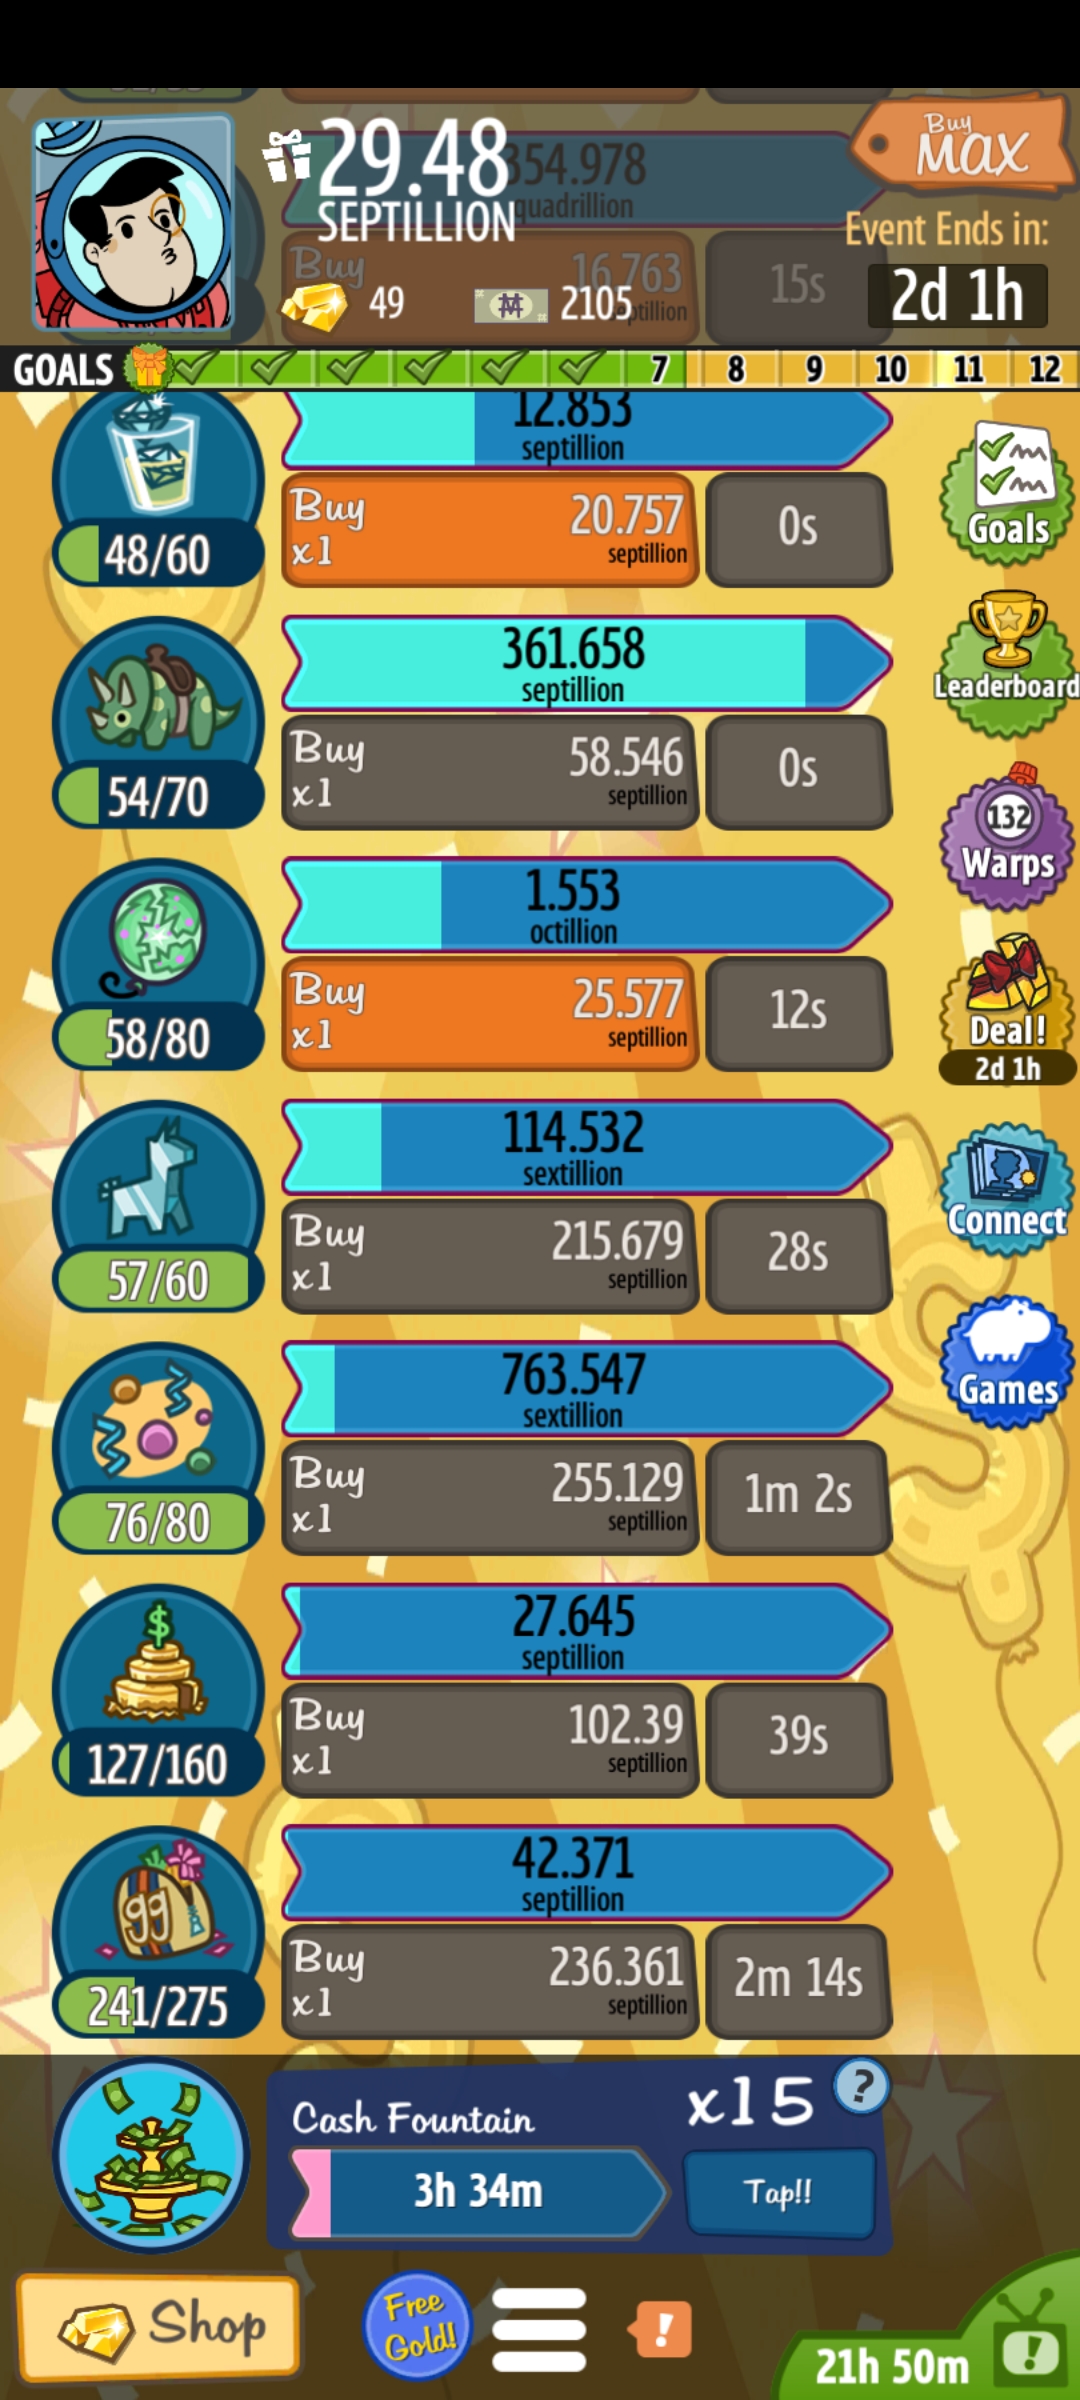 29.48
SEPTILLION
354.978
quadrillion
Buy
MAX
Event Ends in:
2d 1h
Buy
16.763
septillion
15s
49
2105
GOALS
7
8
9
10
11
12
12.853
septillion
48/60
Buy
x1
20.757
septillion
0s
Goals
361.658
septillion
54/70
Buy
x1
58.546
septillion
0s
Leaderboard
132
Warps
1.553
octillion
58/80
Buy
x1
25.577
septillion
12s
Deal!
2d 1h
114.532
sextillion
57/60
Buy
x1
215.679
septillion
28s
Connect
763.547
sextillion
76/80
Buy
x1
255.129
septillion
1m 2s
Games
27.645
septillion
$
127/160
Buy
x1
102.39
septillion
39s
42.371
septillion
99
241/275
Buy
x1
236.361
septillion
2m 14s
Cash Fountain
x15
?
3h 34m
Tap!!
Shop
Free
Gold!
!
21h 50m
!